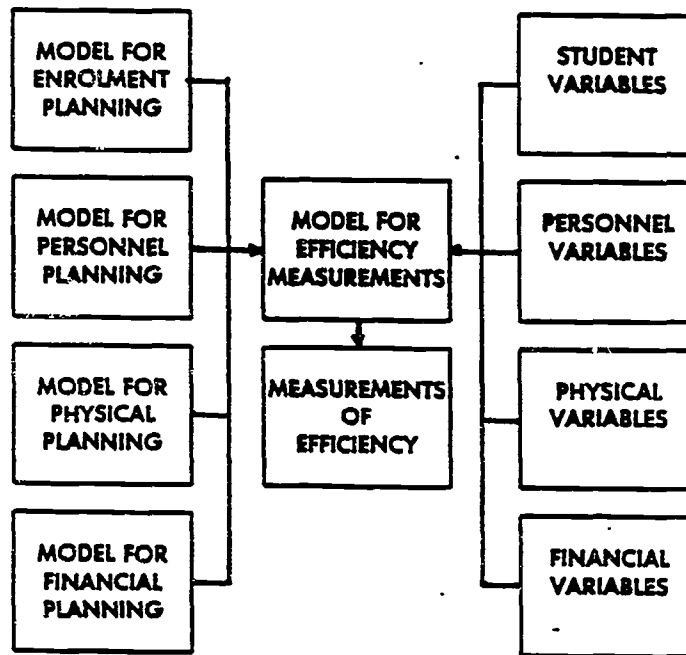 MODEL FOR
ENROLMENT
PLANNING
MODEL FOR
PERSONNEL
PLANNING
MODEL FOR
PHYSICAL
PLANNING
MODEL FOR
FINANCIAL
PLANNING
MODEL FOR
EFFICIENCY
MEASUREMENTS
MEASUREMENTS
OF
EFFICIENCY
STUDENT
VARIABLES
PERSONNEL
VARIABLES
PHYSICAL
VARIABLES
FINANCIAL
VARIABLES